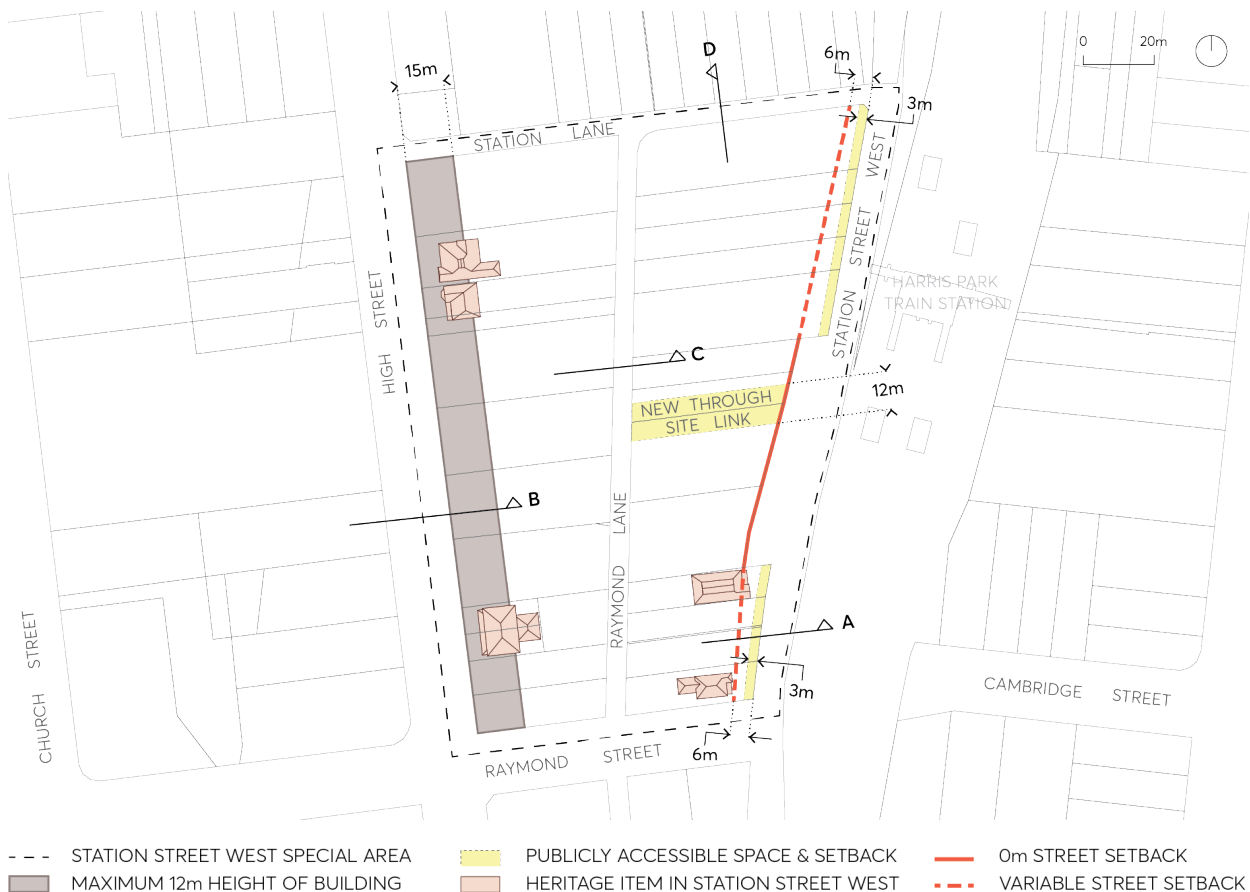 D
6m
0 20m
15m
3m
STATION LANE
STATION STREET WEST
HARRIS PARK
TRAIN STATION
HIGH STREET
C
12m
NEW THROUGH
SITE LINK
B
RAYMOND LANE
A
3m
CHURCH STREET
CAMBRIDGE STREET
6m
RAYMOND STREET
STATION STREET WEST SPECIAL AREA
PUBLICLY ACCESSIBLE SPACE & SETBACK
0m STREET SETBACK
MAXIMUM 12m HEIGHT OF BUILDING
HERITAGE ITEM IN STATION STREET WEST
VARIABLE STREET SETBACK